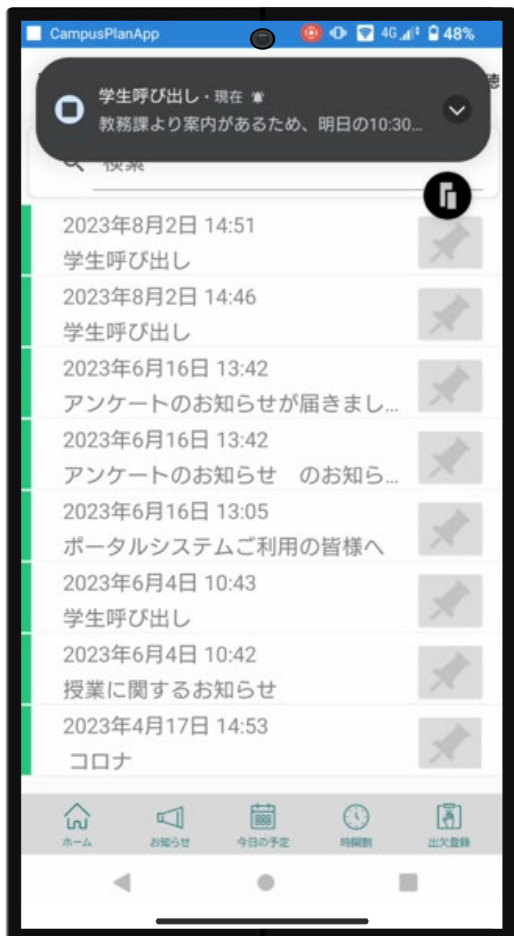 CampusPlanApp
4G 48%
学生呼び出し・現在
教務課より案内があるため、明日の10:30...
聴
検索
2023年8月2日 14:51
学生呼び出し
2023年8月2日 14:46
学生呼び出し
2023年6月16日 13:42
アンケートのお知らせが届きまし...
2023年6月16日 13:42
アンケートのお知らせ　のお知ら...
2023年6月16日 13:05
ポータルシステムご利用の皆様へ
2023年6月4日 10:43
学生呼び出し
2023年6月4日 10:42
授業に関するお知らせ
2023年4月17日 14:53
コロナ
ホーム
お知らせ
今日の予定
時間割
出欠登録